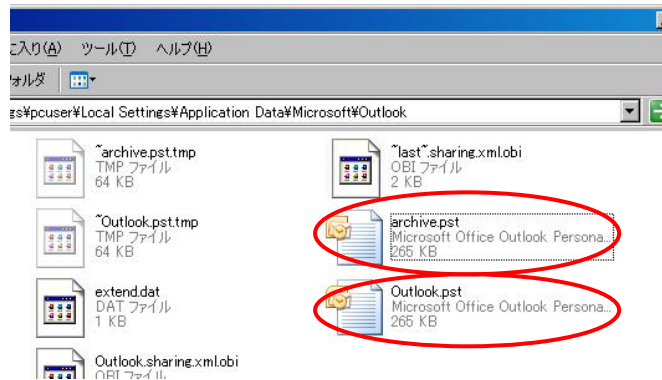 に入り(A) ツール(T) ヘルプ(H)
フォルダ
gs¥pcuser¥Local Settings¥Application Data¥Microsoft¥Outlook
~archive.pst.tmp
TMP ファイル
64 KB
~last~.sharing.xml.obi
OBI ファイル
2 KB
~Outlook.pst.tmp
TMP ファイル
64 KB
archive.pst
Microsoft Office Outlook Persona...
265 KB
extend.dat
DAT ファイル
1 KB
Outlook.pst
Microsoft Office Outlook Persona...
265 KB
Outlook.sharing.xml.obi
OBI ファイル